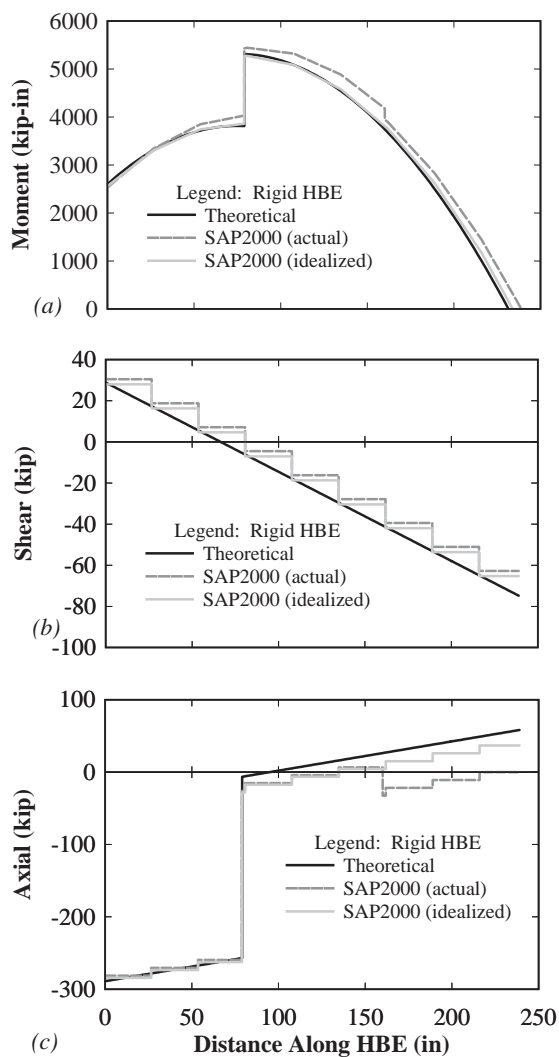 6000
5000
4000
3000
2000
1000
0
Moment (kip-in)
Legend: Rigid HBE
Theoretical
SAP2000 (actual)
SAP2000 (idealized)
(a)
40
20
0
-20
-40
-60
-80
-100
Shear (kip)
Legend: Rigid HBE
Theoretical
SAP2000 (actual)
SAP2000 (idealized)
(b)
100
0
-100
-200
-300
Axial (kip)
Legend: Rigid HBE
Theoretical
SAP2000 (actual)
SAP2000 (idealized)
0 50 100 150 200 250
(c)
Distance Along HBE (in)